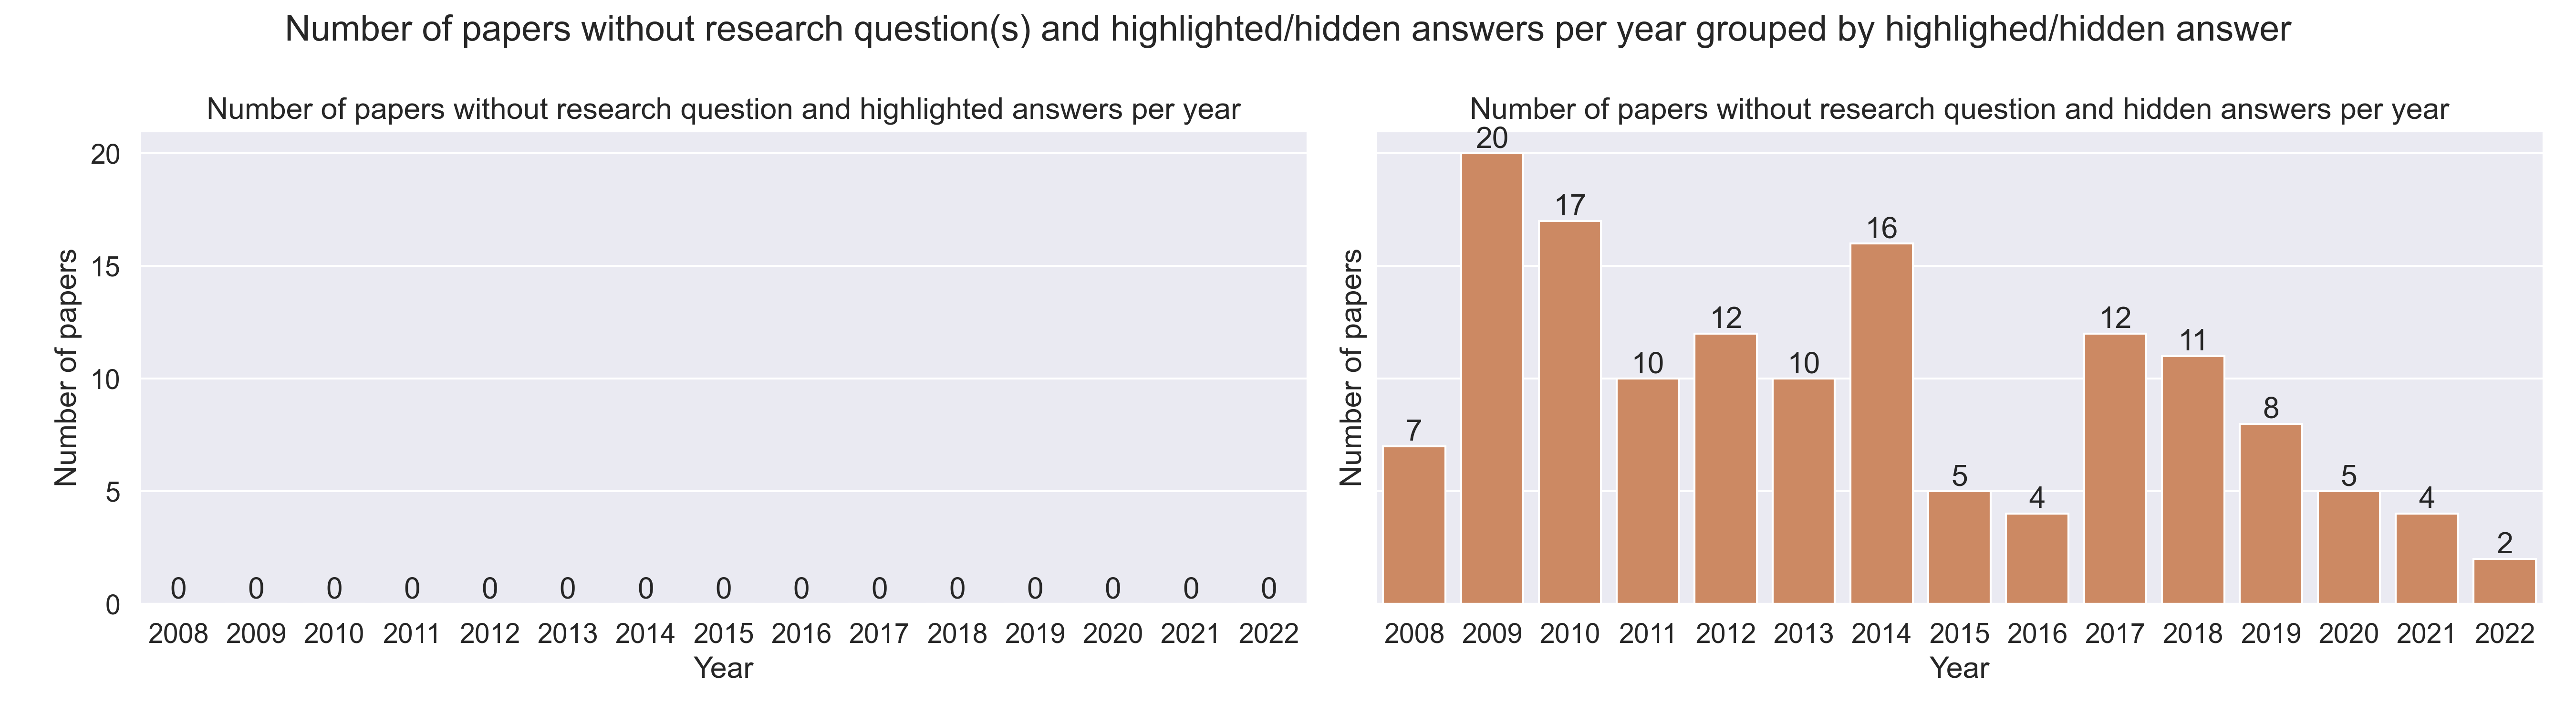 Number of papers without research question(s) and highlighted/hidden answers per year grouped by highlighed/hidden answer
Number of papers without research question and highlighted answers per year
20
15
10
5
0
Number of papers
0 0 0 0 0 0 0 0 0 0 0 0 0 0 0
2008 2009 2010 2011 2012 2013 2014 2015 2016 2017 2018 2019 2020 2021 2022
Year
Number of papers without research question and hidden answers per year
Number of papers
7 20 17 10 12 10 16 5 4 12 11 8 5 4 2
2008 2009 2010 2011 2012 2013 2014 2015 2016 2017 2018 2019 2020 2021 2022
Year